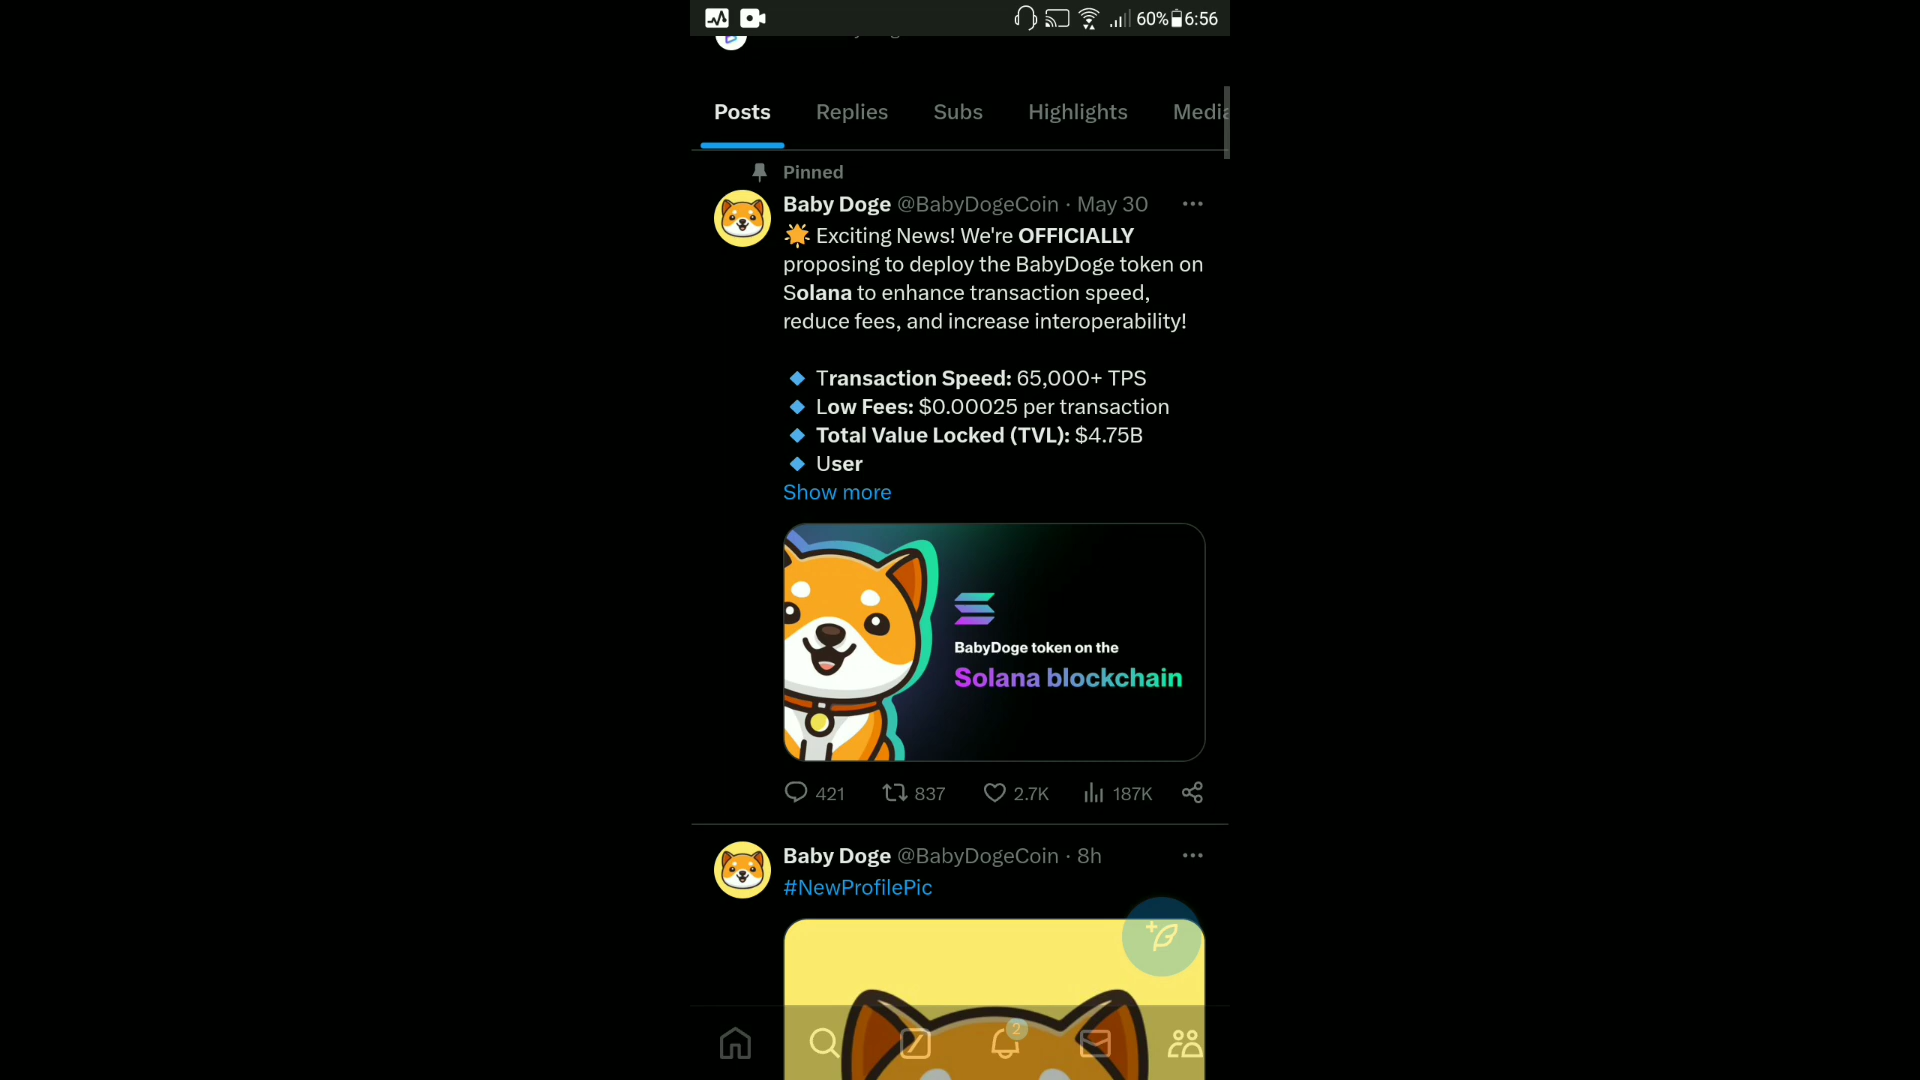 60% 6:56
Posts Replies Subs Highlights Media
Pinned
Baby Doge @BabyDogeCoin · May 30
🌟 Exciting News! We're OFFICIALLY
proposing to deploy the BabyDoge token on
Solana to enhance transaction speed,
reduce fees, and increase interoperability!
🔹 Transaction Speed: 65,000+ TPS
🔹 Low Fees: $0.00025 per transaction
🔹 Total Value Locked (TVL): $4.75B
🔹 User
Show more
BabyDoge token on the
Solana blockchain
421 837 2.7K 187K
Baby Doge @BabyDogeCoin · 8h
#NewProfilePic
2